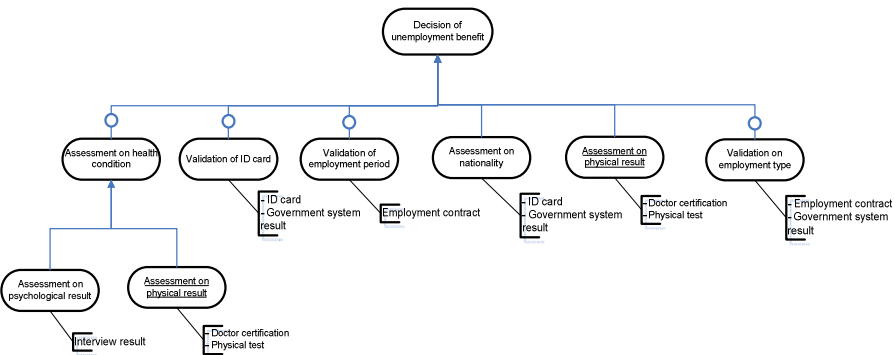 Decision of
unemployment benefit
Assessment on health
condition
Validation of ID card
Validation of
employment period
Assessment on
nationality
Assessment on
physical result
Validation on
employment type
- ID card
- Government system
result
Employment contract
- ID card
- Government system
result
- Doctor certification
- Physical test
- Employment contract
- Government system
result
Assessment on
psychological result
Assessment on
physical result
Interview result
- Doctor certification
- Physical test